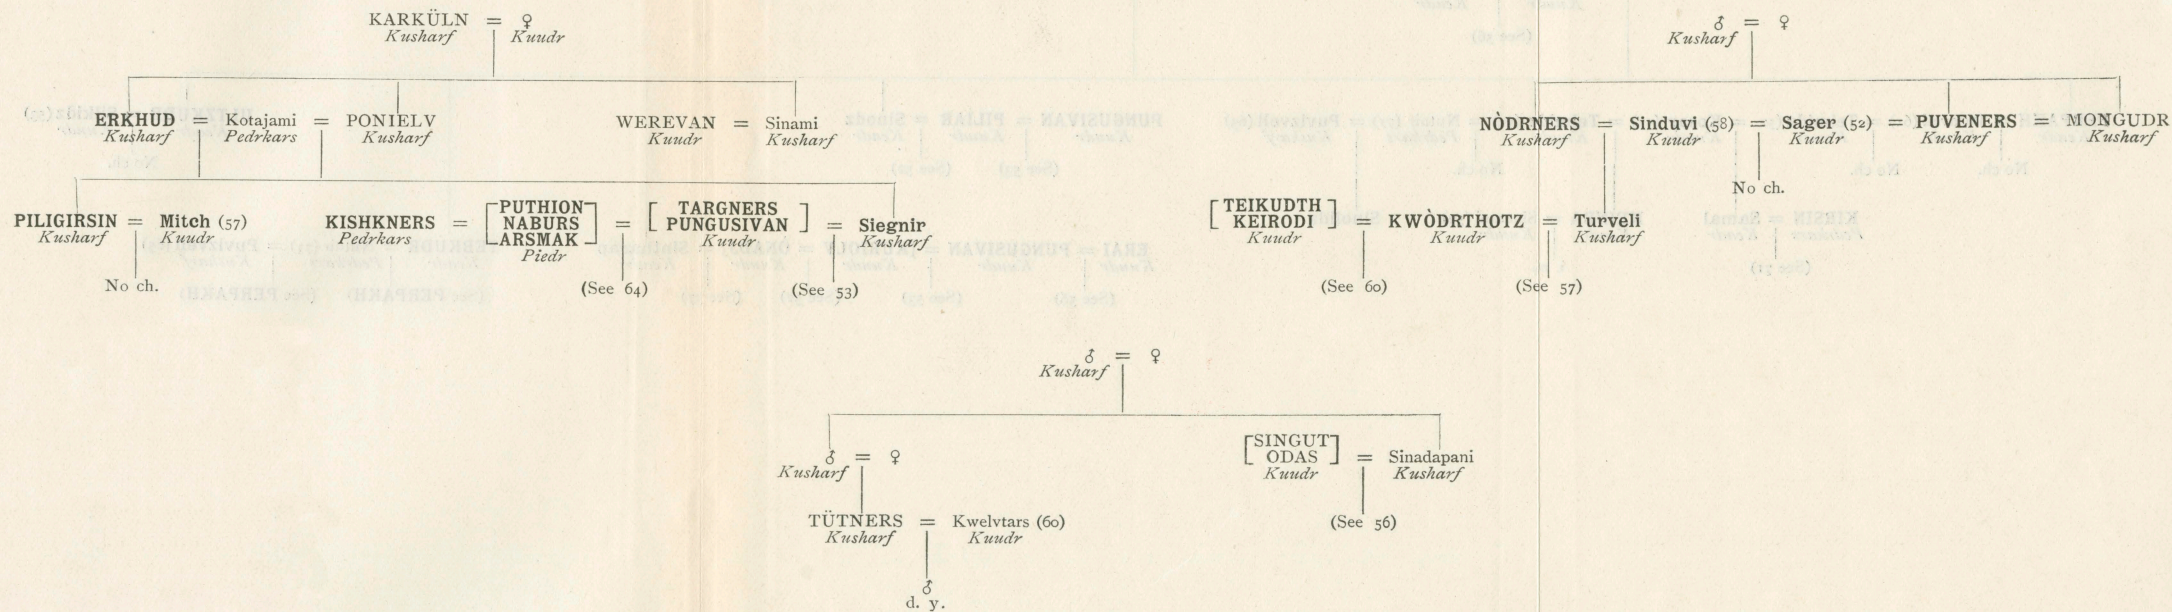 KARKÜLN = ♀
Kusharf Kuudr
♂ = ♀
Kusharf
ERKHUD = Kotajami = PONIELV WEREVAN = Sinami NÒDRNERS = Sinduvi (58) = Sager (52) = PUVENERS = MONGUDR
Kusharf Pedrkars Kusharf Kuudr Kusharf Kusharf Kuudr Kuudr Kusharf Kusharf
No ch.
PILIGIRSIN = Mitch (57) KISHKNERS = [PUTHION NABURS ARSMAK] = [TARGNERS PUNGUSIVAN] = Siegnir [TEIKUDTH KEIRODI] = KWÒDRTHOTZ = Turveli
Kusharf Kuudr Pedrkars Piedr Kuudr Kusharf Kuudr Kuudr Kusharf
No ch. (See 64) (See 53) (See 60) (See 57)
♂ = ♀
Kusharf
♂ = ♀ [SINGUT ODAS] = Sinadapani
Kusharf Kuudr Kusharf
TÜTNERS = Kwelvtars (60) (See 56)
Kusharf Kuudr
♂
d. y.